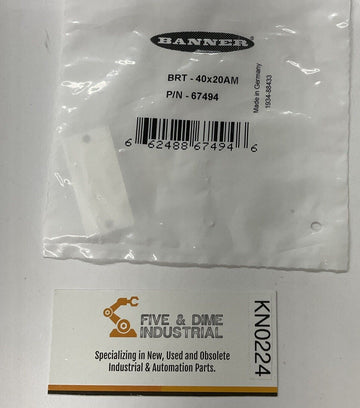 BANNER
BRT - 40x20AM
P/N - 67494
Made in Germany
1934-88433
6 62488 67494 6
FIVE & DIME
INDUSTRIAL
Specializing in New, Used and Obsolete
Industrial & Automation Parts.
KN0224